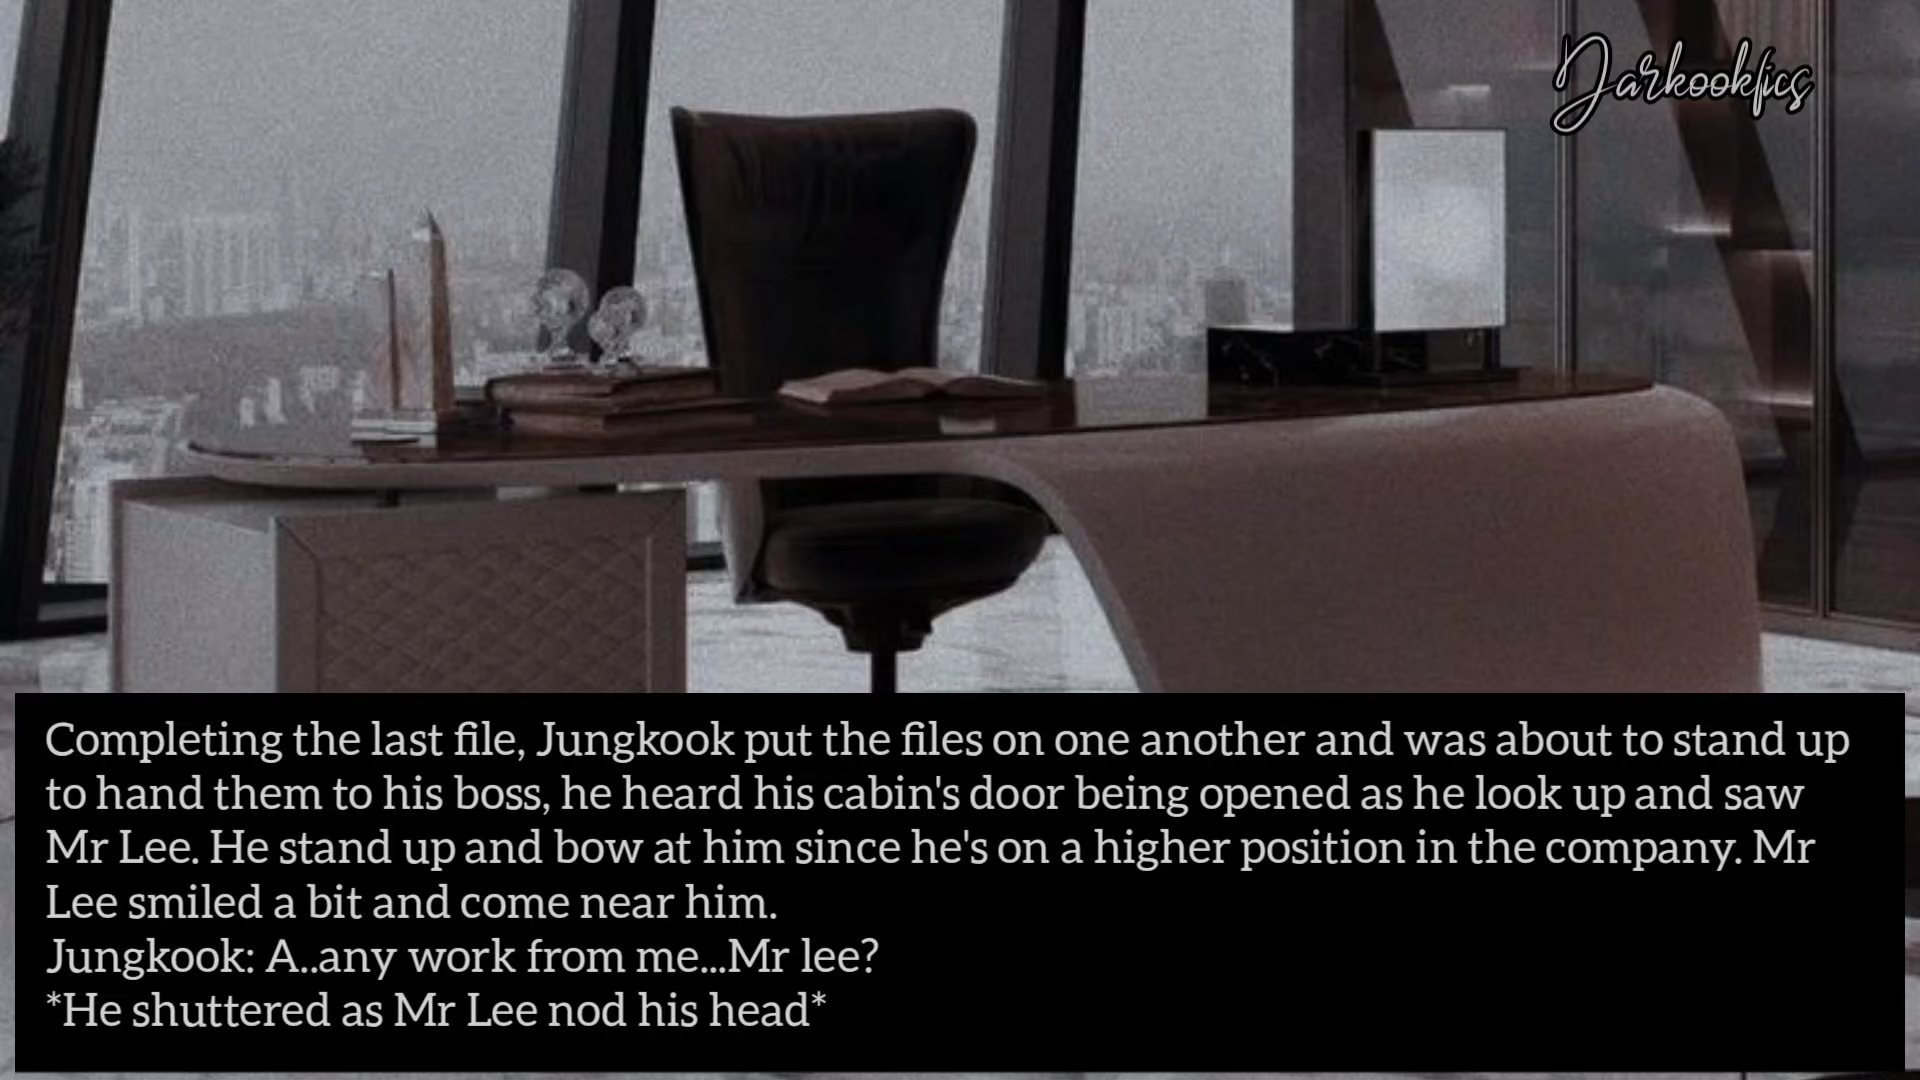 Darkookfics
Completing the last file, Jungkook put the files on one another and was about to stand up
to hand them to his boss, he heard his cabin's door being opened as he look up and saw
Mr Lee. He stand up and bow at him since he's on a higher position in the company. Mr
Lee smiled a bit and come near him.
Jungkook: A..any work from me...Mr lee?
*He shuttered as Mr Lee nod his head*